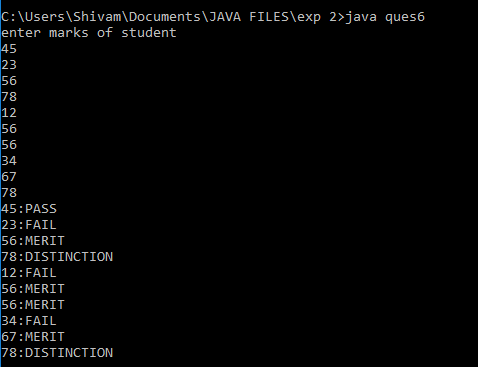 C:\Users\Shivam\Documents\JAVA FILES\exp 2>java ques6
enter marks of student
45
23
56
78
12
56
56
34
67
78
45:PASS
23:FAIL
56:MERIT
78:DISTINCTION
12:FAIL
56:MERIT
56:MERIT
34:FAIL
67:MERIT
78:DISTINCTION